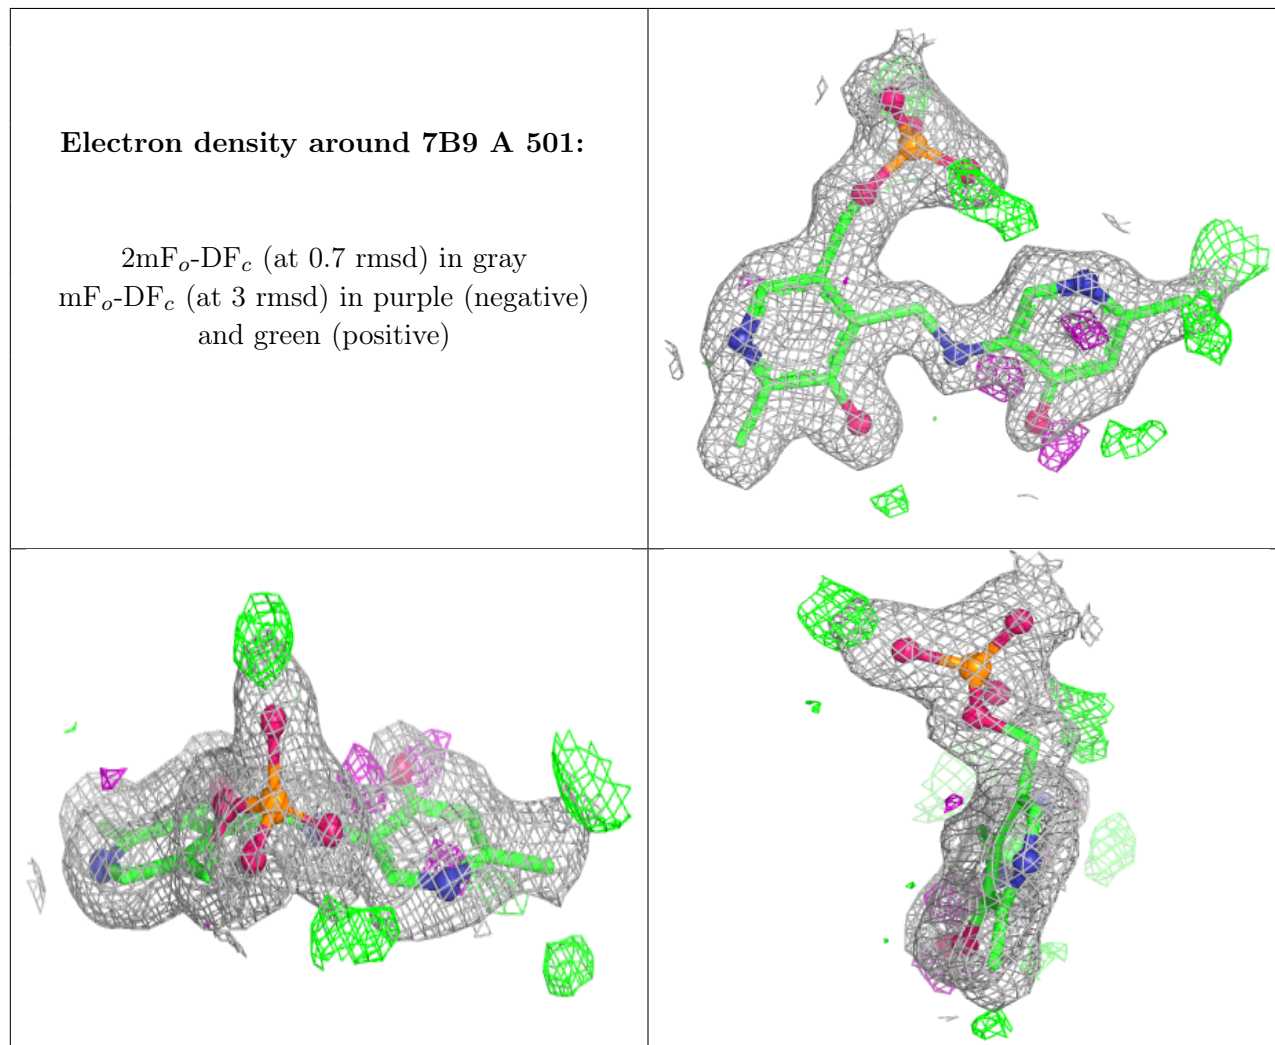 Electron density around 7B9 A 501:
2mFo-DFc (at 0.7 rmsd) in gray
mFo-DFc (at 3 rmsd) in purple (negative)
and green (positive)